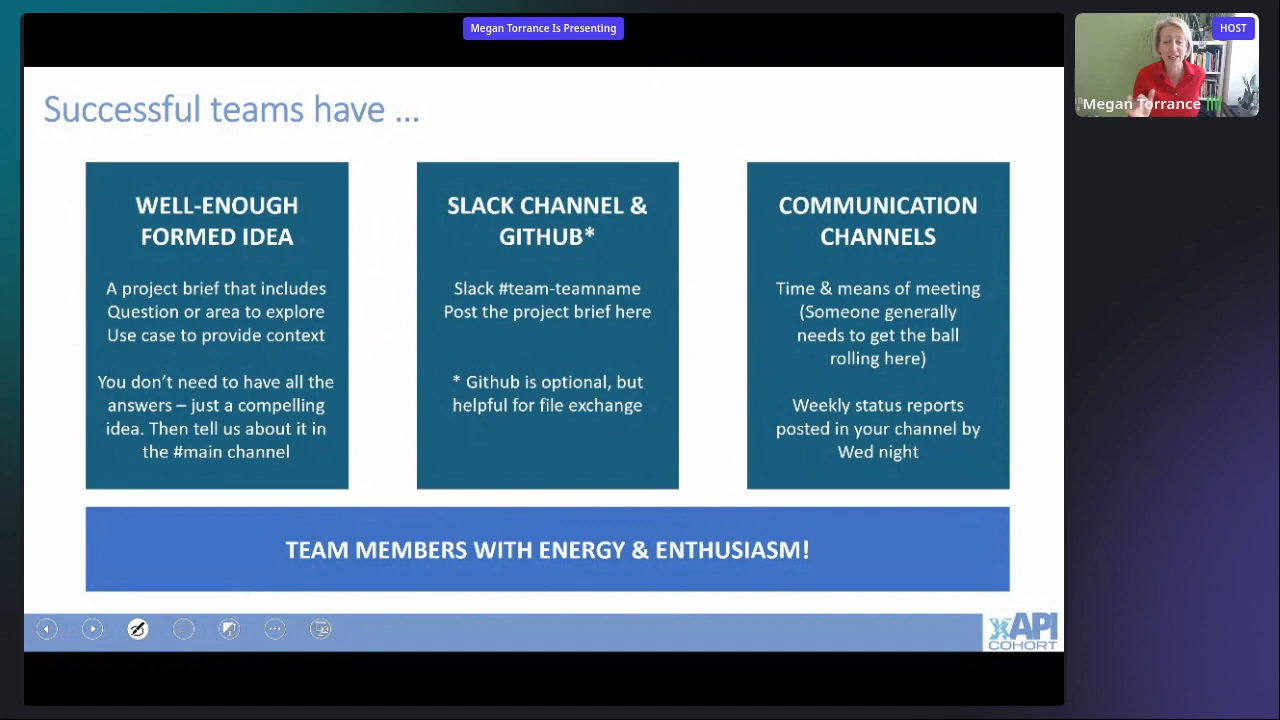 Megan Torrance Is Presenting
HOST
Megan Torrance
Successful teams have ...
WELL-ENOUGH
FORMED IDEA
A project brief that includes
Question or area to explore
Use case to provide context
You don’t need to have all the
answers – just a compelling
idea. Then tell us about it in
the #main channel
SLACK CHANNEL &
GITHUB*
Slack #team-teamname
Post the project brief here
* Github is optional, but
helpful for file exchange
COMMUNICATION
CHANNELS
Time & means of meeting
(Someone generally
needs to get the ball
rolling here)
Weekly status reports
posted in your channel by
Wed night
TEAM MEMBERS WITH ENERGY & ENTHUSIASM!
xAPI
COHORT